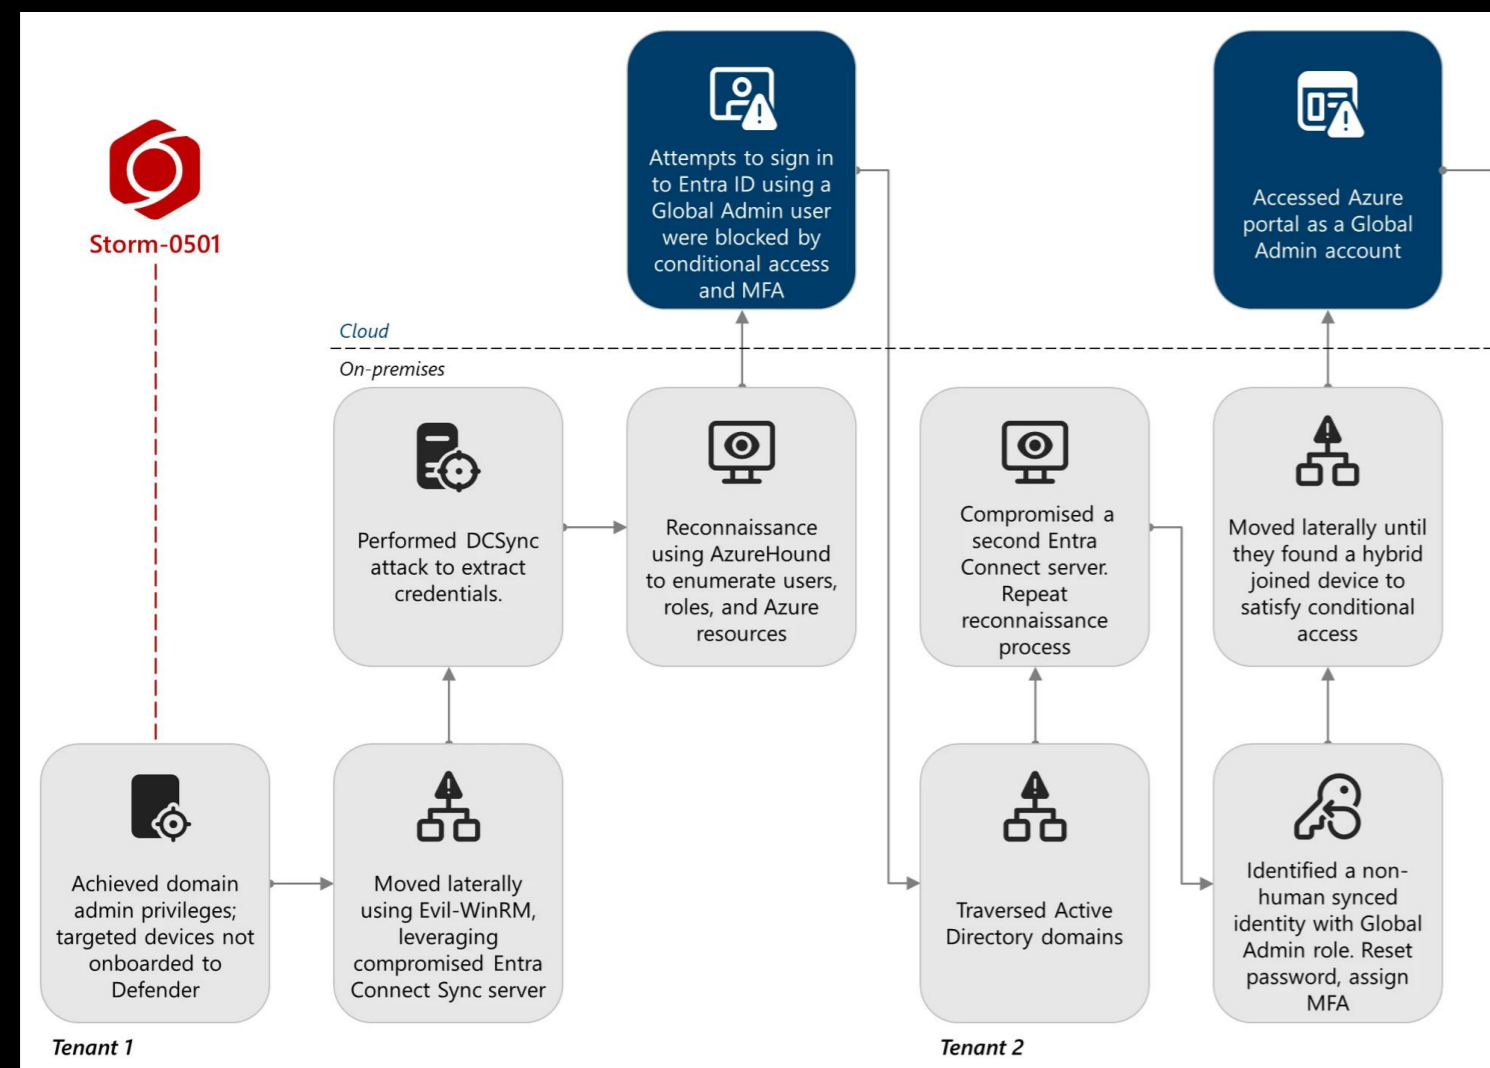 Storm-0501
Attempts to sign in
to Entra ID using a
Global Admin user
were blocked by
conditional access
and MFA
Accessed Azure
portal as a Global
Admin account
Cloud
On-premises
Performed DCSync
attack to extract
credentials.
Reconnaissance
using AzureHound
to enumerate users,
roles, and Azure
resources
Compromised a
second Entra
Connect server.
Repeat
reconnaissance
process
Moved laterally until
they found a hybrid
joined device to
satisfy conditional
access
Achieved domain
admin privileges;
targeted devices not
onboarded to
Defender
Moved laterally
using Evil-WinRM,
leveraging
compromised Entra
Connect Sync server
Traversed Active
Directory domains
Identified a non-
human synced
identity with Global
Admin role. Reset
password, assign
MFA
Tenant 1
Tenant 2